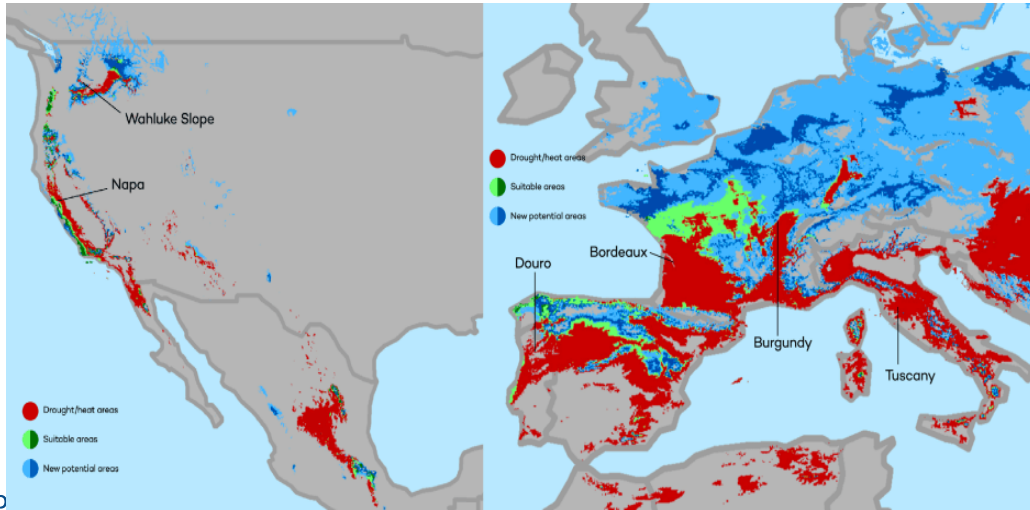 Wahluke Slope
Napa
Drought/heat areas
Suitable areas
New potential areas
Drought/heat areas
Suitable areas
New potential areas
Bordeaux
Douro
Burgundy
Tuscany